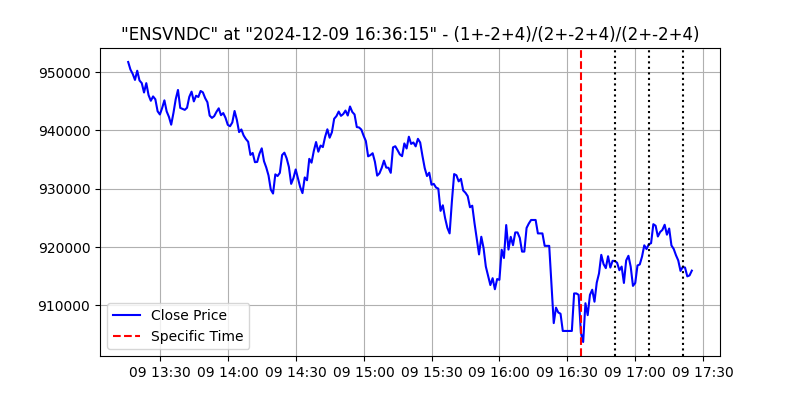 "ENSVNDC" at "2024-12-09 16:36:15" - (1+-2+4)/(2+-2+4)/(2+-2+4)
950000
940000
930000
920000
910000
Close Price
Specific Time
09 13:30 09 14:00 09 14:30 09 15:00 09 15:30 09 16:00 09 16:30 09 17:00 09 17:30